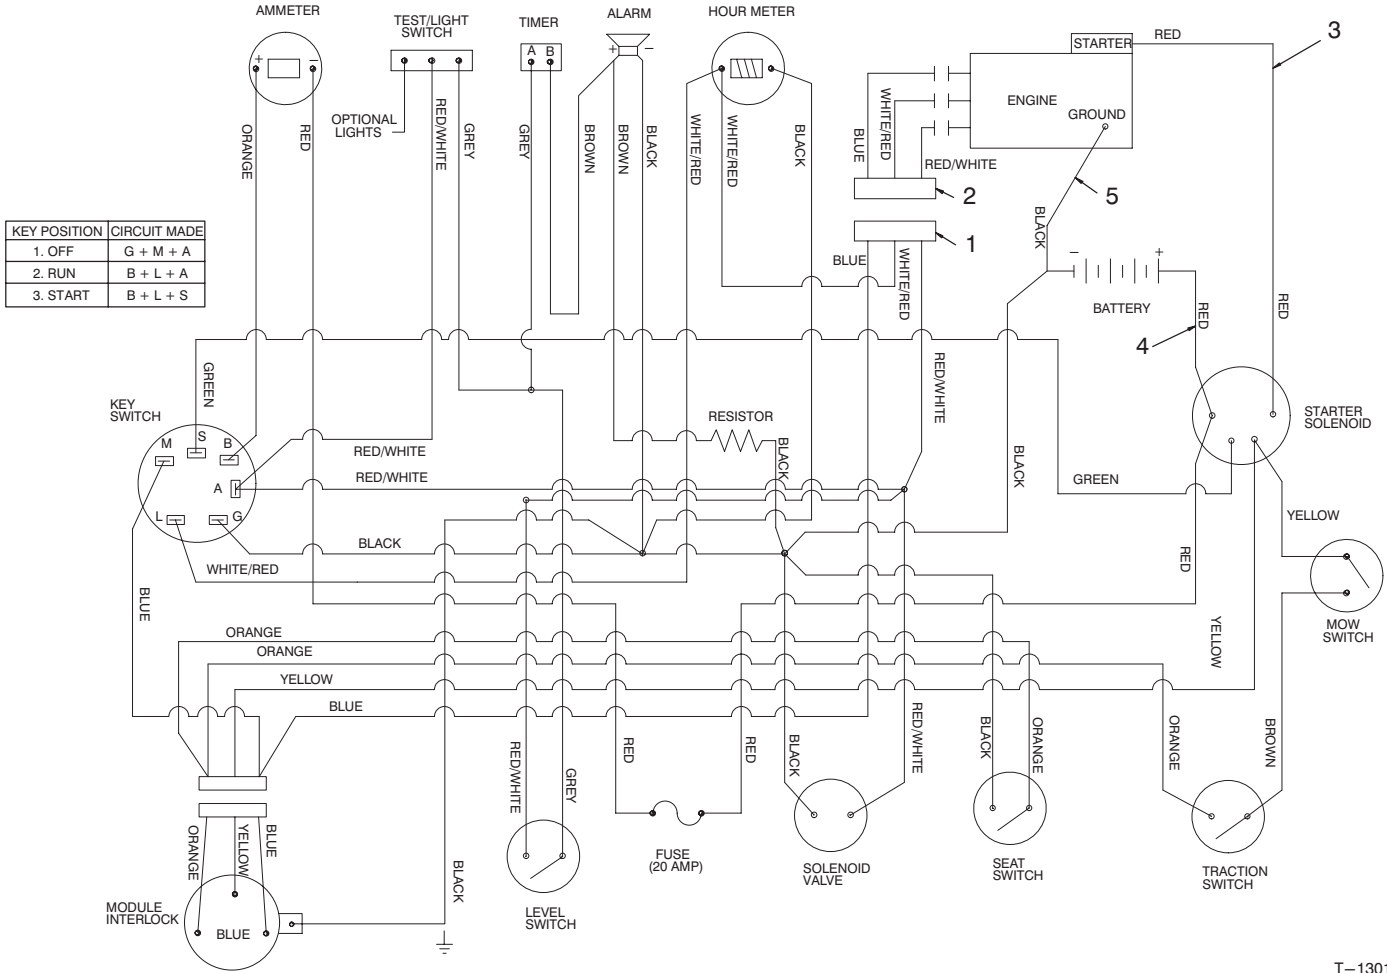 AMMETER
TEST/LIGHT
SWITCH
TIMER
ALARM
HOUR METER
STARTER
RED
3
+
−
A B
+
−
ENGINE
GROUND
OPTIONAL
LIGHTS
ORANGE
RED
RED/WHITE
GREY
GREY
BROWN
BROWN
BLACK
WHITE/RED
WHITE/RED
BLACK
BLUE
WHITE/RED
RED/WHITE
2
5
1
BLACK
KEY POSITION CIRCUIT MADE
1. OFF G + M + A
2. RUN B + L + A
3. START B + L + S
BLUE
WHITE/RED
−
+
BATTERY
RED
RED
4
GREEN
RED/WHITE
KEY
SWITCH
M
S
B
A
L
G
RESISTOR
STARTER
SOLENOID
RED/WHITE
RED/WHITE
BLACK
BLACK
GREEN
YELLOW
BLACK
WHITE/RED
BLUE
RED
YELLOW
MOW
SWITCH
ORANGE
ORANGE
YELLOW
BLUE
RED/WHITE
GREY
RED
RED
BLACK
RED/WHITE
BLACK
ORANGE
ORANGE
BROWN
ORANGE
YELLOW
BLUE
BLACK
FUSE
(20 AMP)
SOLENOID
VALVE
SEAT
SWITCH
TRACTION
SWITCH
MODULE
INTERLOCK
BLUE
LEVEL
SWITCH
T–1301